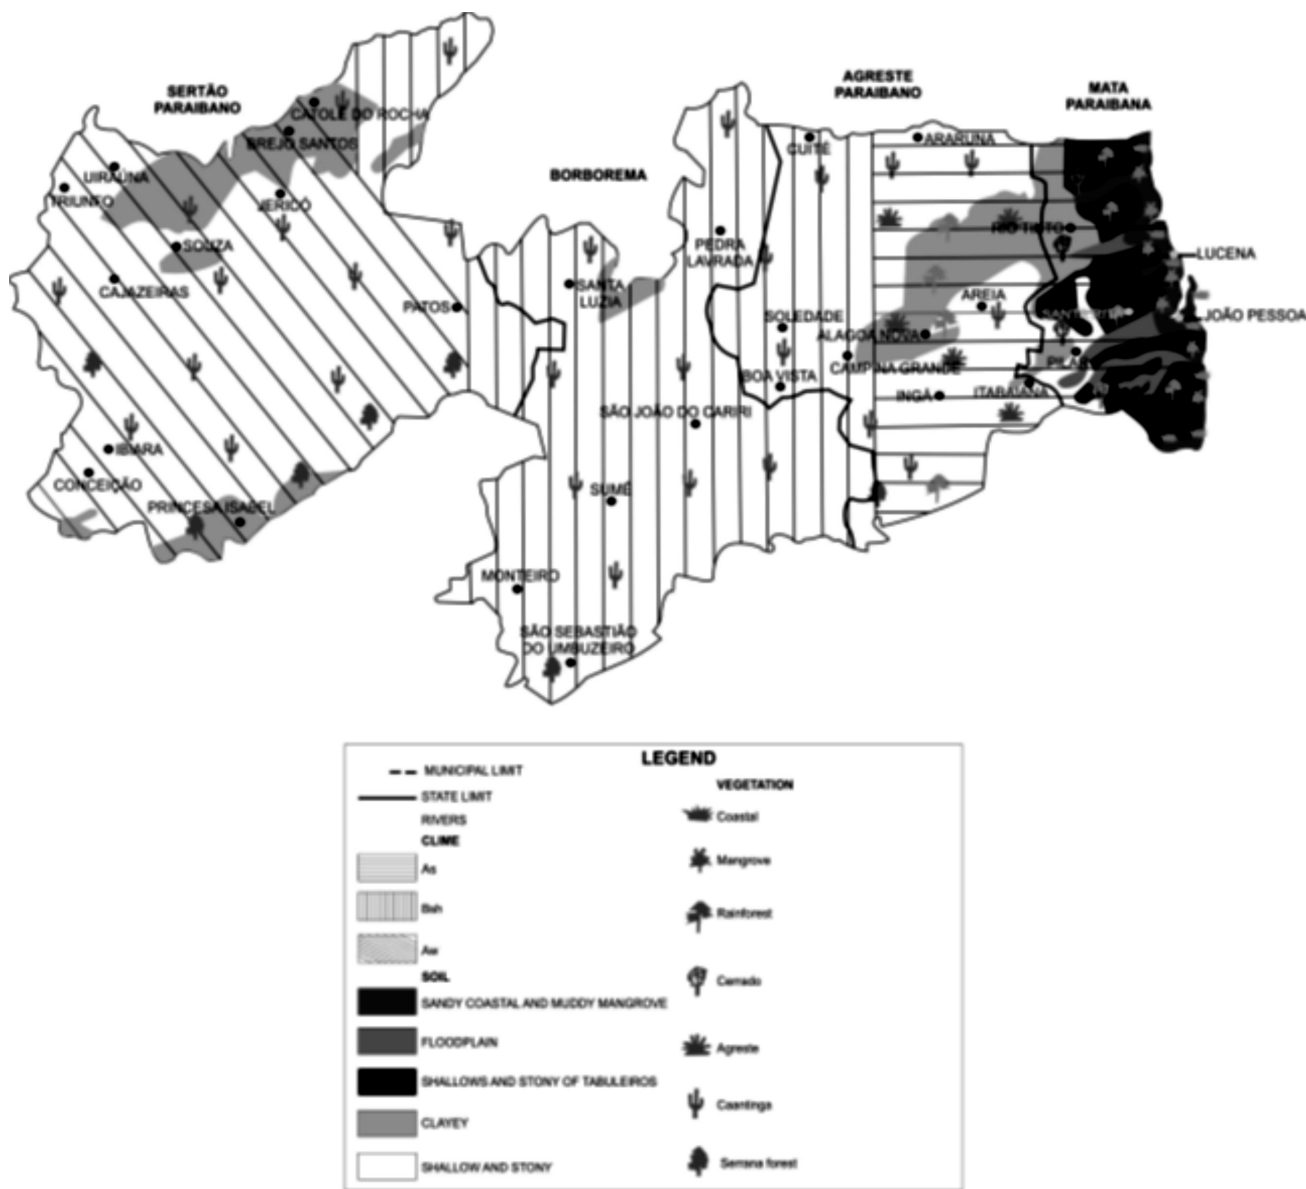 SERTÃO
PARAIBANO
AGRESTE
PARAIBANO
MATA
PARAIBANA
BORBOREMA
CATOLE DO ROCHA
BREJO SANTOS
UIRAUNA
TRIUNFO
JERICÓ
SOUZA
CAJAZEIRAS
PATOS
IBIARA
CONCEIÇÃO
PRINCESA ISABEL
SANTA
LUZIA
PEDRA
LAVRADA
CUITÉ
ARARUNA
RIO TINTO
LUCENA
JOÃO PESSOA
AREIA
SOLEDADE
ALAGOA NOVA
CAMPINA GRANDE
BOA VISTA
INGÁ
ITABAIANA
PILAR
SÃO JOÃO DO CARIRI
SUMÉ
MONTEIRO
SÃO SEBASTIÃO
DO UMBUZEIRO
LEGEND
MUNICIPAL LIMIT
STATE LIMIT
RIVERS
CLIME
As
Bsh
Aw
SOIL
SANDY COASTAL AND MUDDY MANGROVE
FLOODPLAIN
SHALLOWS AND STONY OF TABULEIROS
CLAYEY
SHALLOW AND STONY
VEGETATION
Coastal
Mangrove
Rainforest
Cerrado
Agreste
Caantinga
Serrana forest